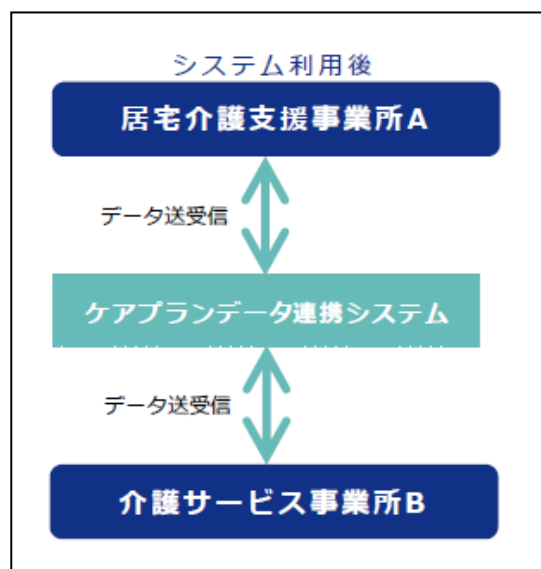 システム利用後
居宅介護支援事業所A
データ送受信
ケアプランデータ連携システム
データ送受信
介護サービス事業所B